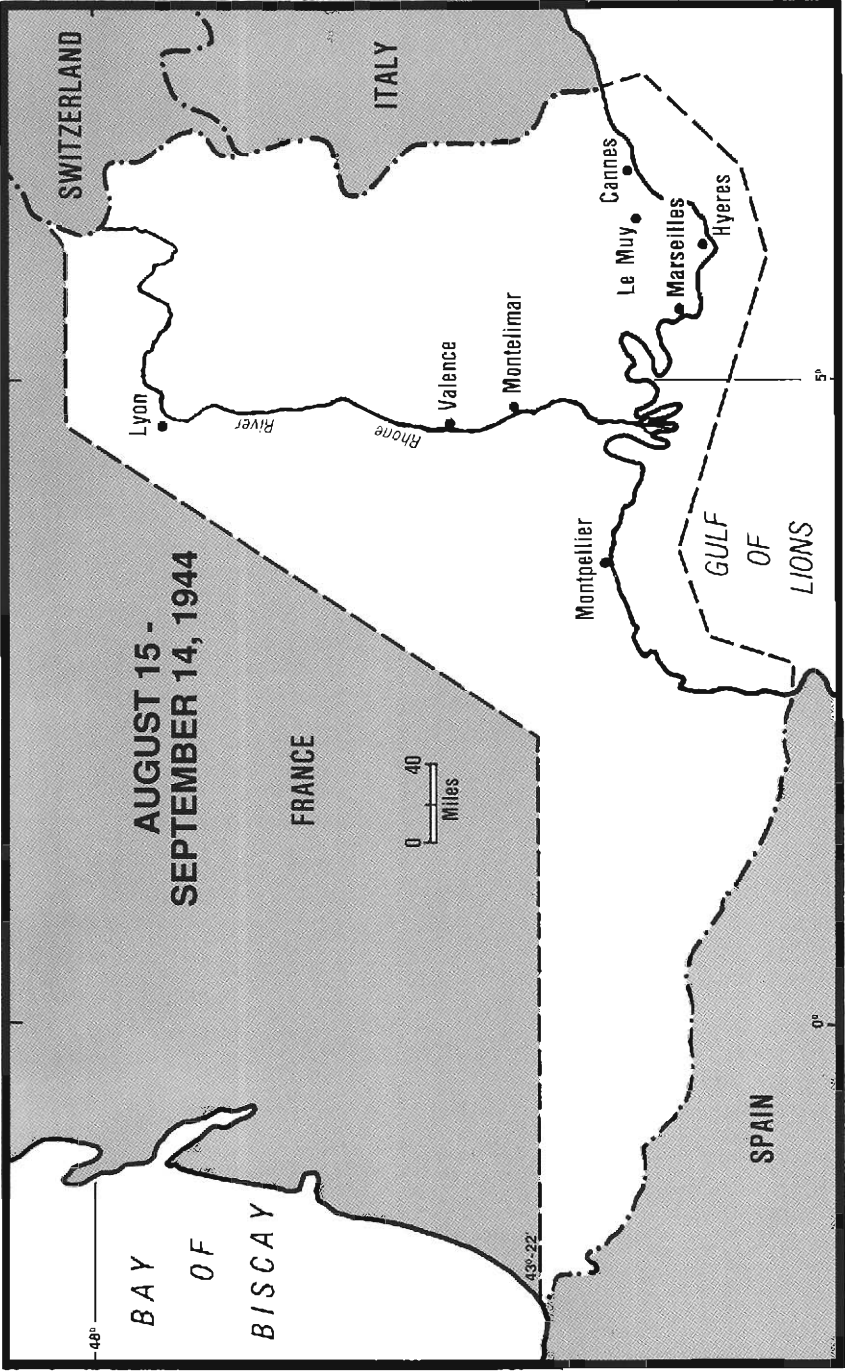 AUGUST 15 -
SEPTEMBER 14, 1944
SWITZERLAND
ITALY
FRANCE
SPAIN
BAY
OF
BISCAY
GULF
OF
LIONS
Lyon
River
Rhone
Valence
Montelimar
Montpellier
Cannes
Le Muy
Marseilles
Hyeres
0 40
Miles
48°
43°-22'
0°
5°